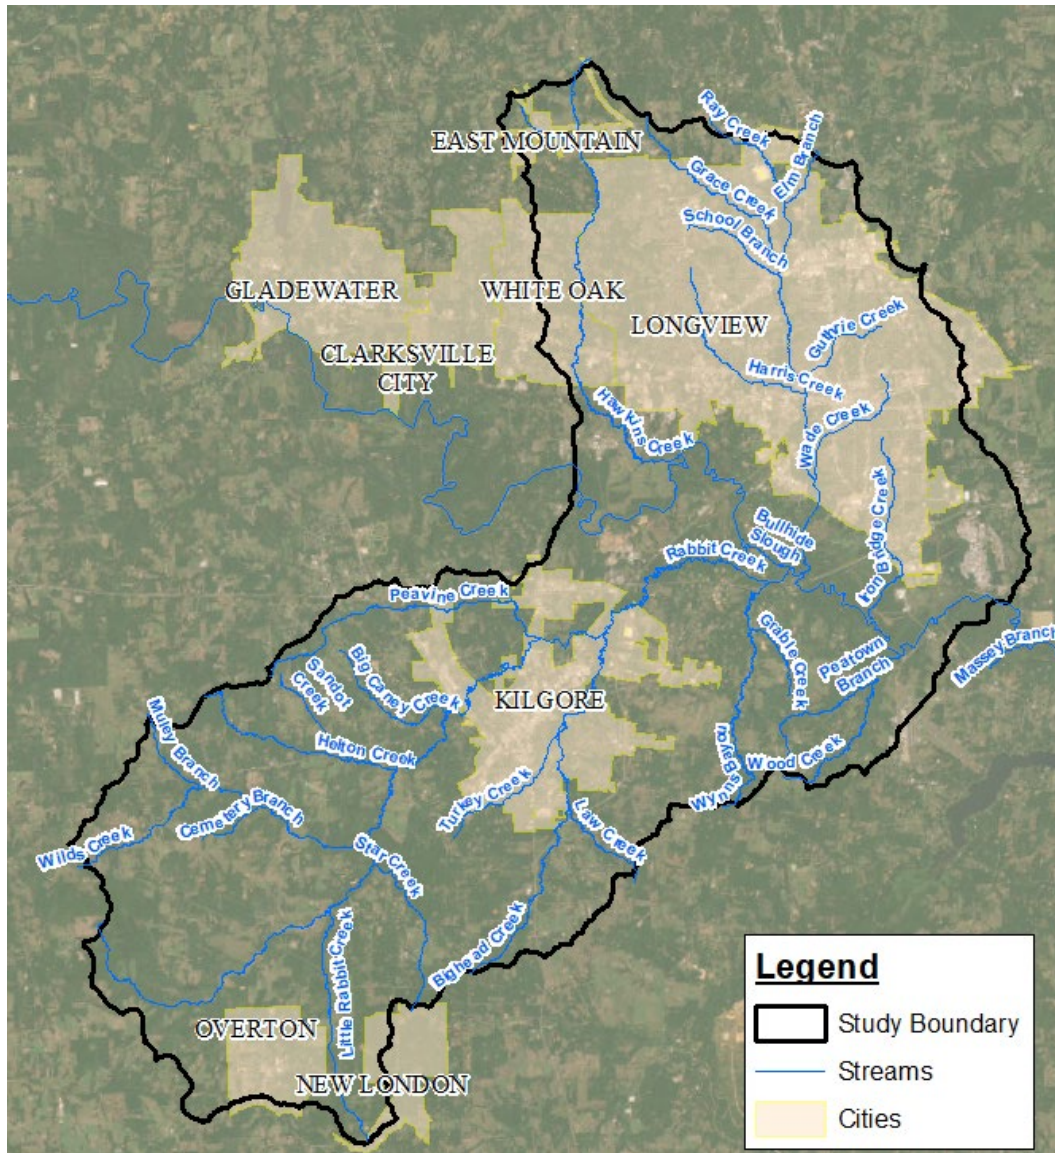 Ray Creek
Elm Branch
EAST MOUNTAIN
Grace Creek
School Branch
GLADEWATER
WHITE OAK
LONGVIEW
Guthrie Creek
CLARKSVILLE
CITY
Harris Creek
Hawkins Creek
Wade Creek
Bullhide
Slough
Rabbit Creek
Iron Bridge Creek
Peavine Creek
Grable Creek
Peatown
Branch
Massey Branch
Big Caney Creek
Sandot
Creek
KILGORE
Muley Branch
Helton Creek
Wynns Bayou
Wood Creek
Turkey Creek
Cemetery Branch
Law Creek
Wilds Creek
Star Creek
Bighead Creek
Little Rabbit Creek
OVERTON
NEW LONDON
Legend
Study Boundary
Streams
Cities